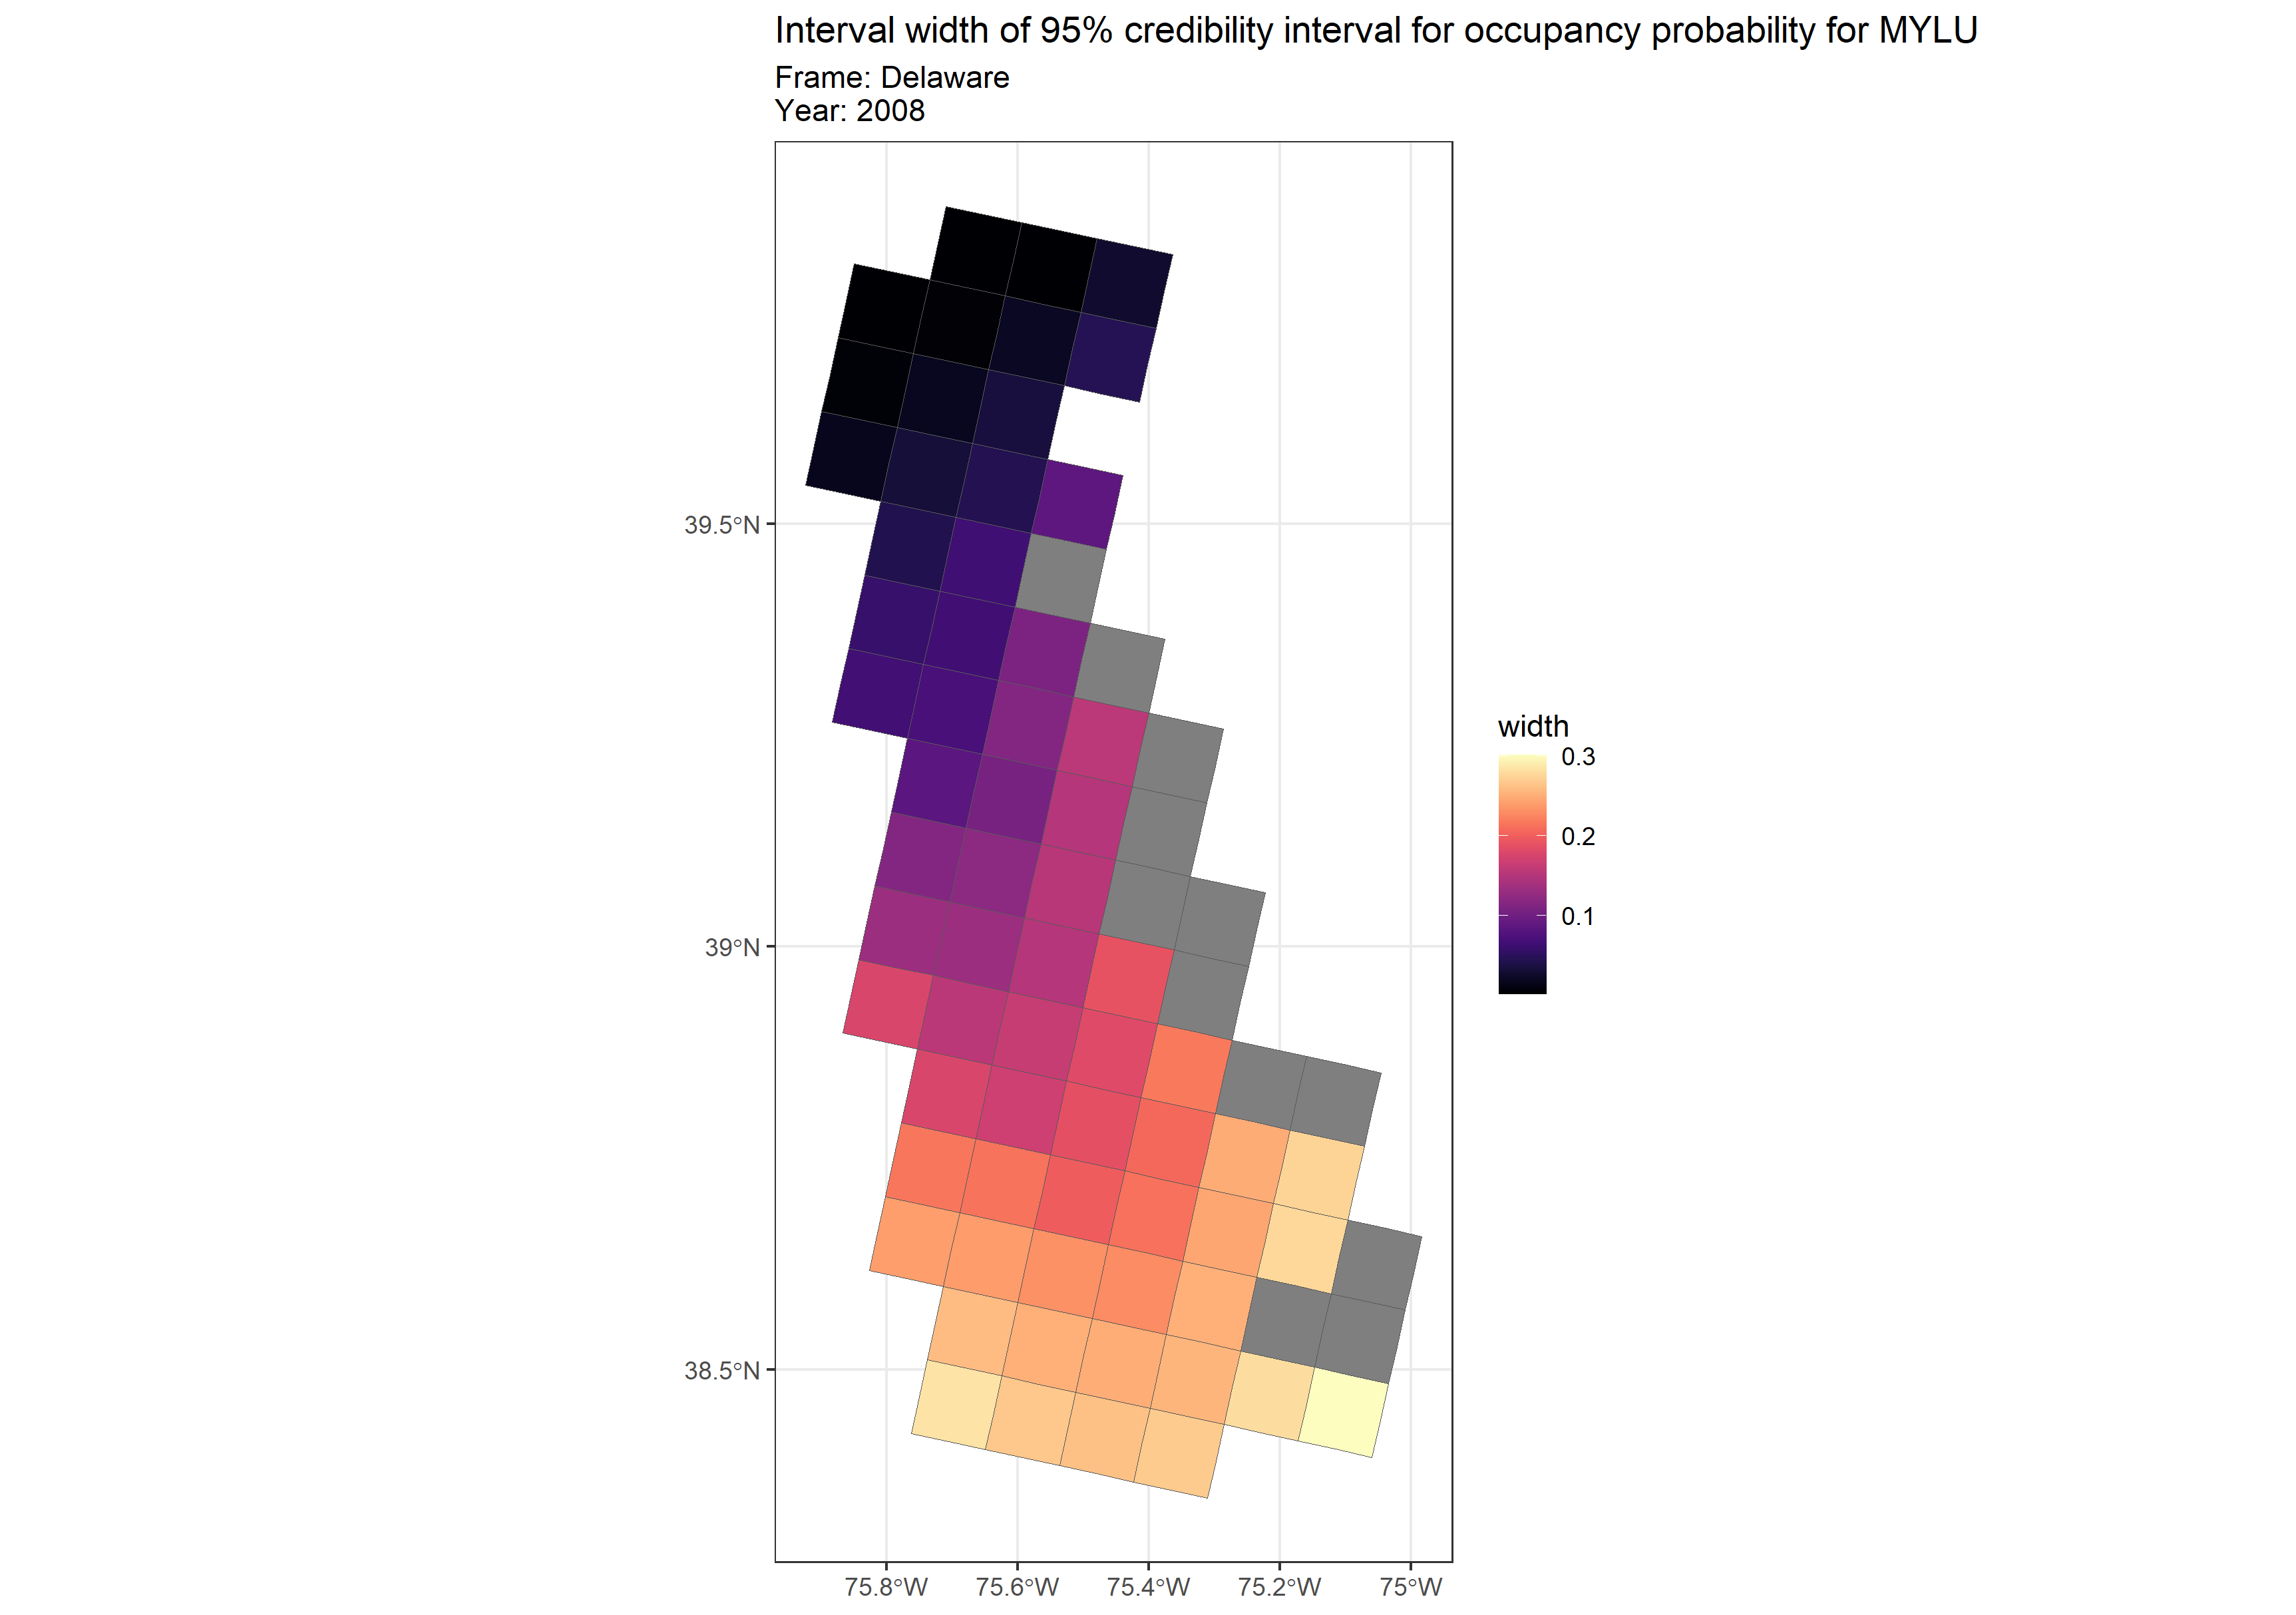 Interval width of 95% credibility interval for occupancy probability for MYLU
Frame: Delaware
Year: 2008
39.5°N
39°N
38.5°N
75.8°W
75.6°W
75.4°W
75.2°W
75°W
width
0.3
0.2
0.1